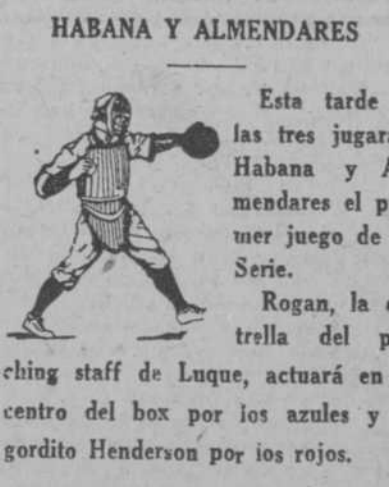 HABANA Y ALMENDARES
Esta tarde
las tres jugar
Habana y A
mendares el p
mer juego de
Serie.
Rogan, la
trella del p
ching staff de Luque, actuará en
centro del box por los azules y
gordito Henderson por ios rojos.